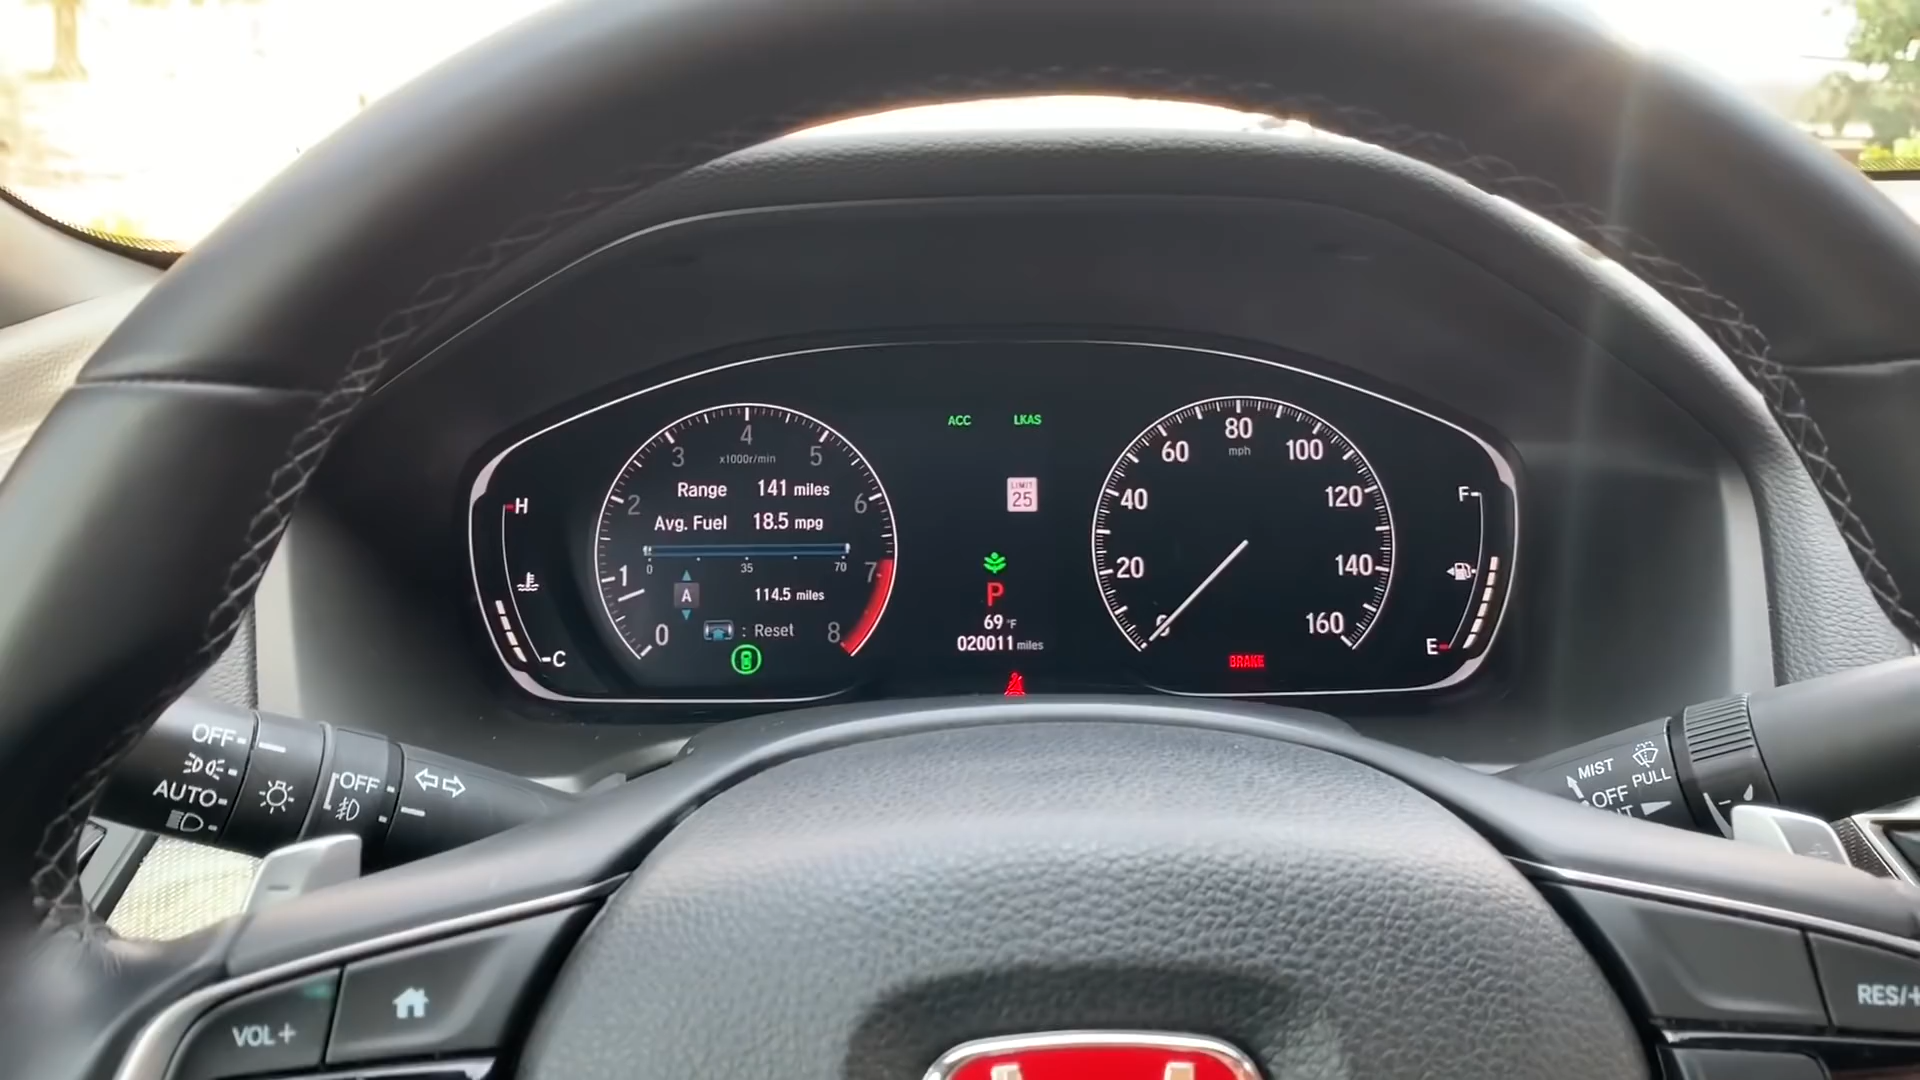 ACC
LKAS
4
3
5
x1000r/min
2
6
1
7
0
8
Range 141 miles
Avg. Fuel 18.5 mpg
0 35 70
A 114.5 miles
: Reset
H
C
LIMIT
25
P
69 °F
020011 miles
80
mph
60
100
40
120
20
140
0
160
BRAKE
F
E
OFF
AUTO
OFF
MIST
PULL
OFF
-
VOL+
RES/+